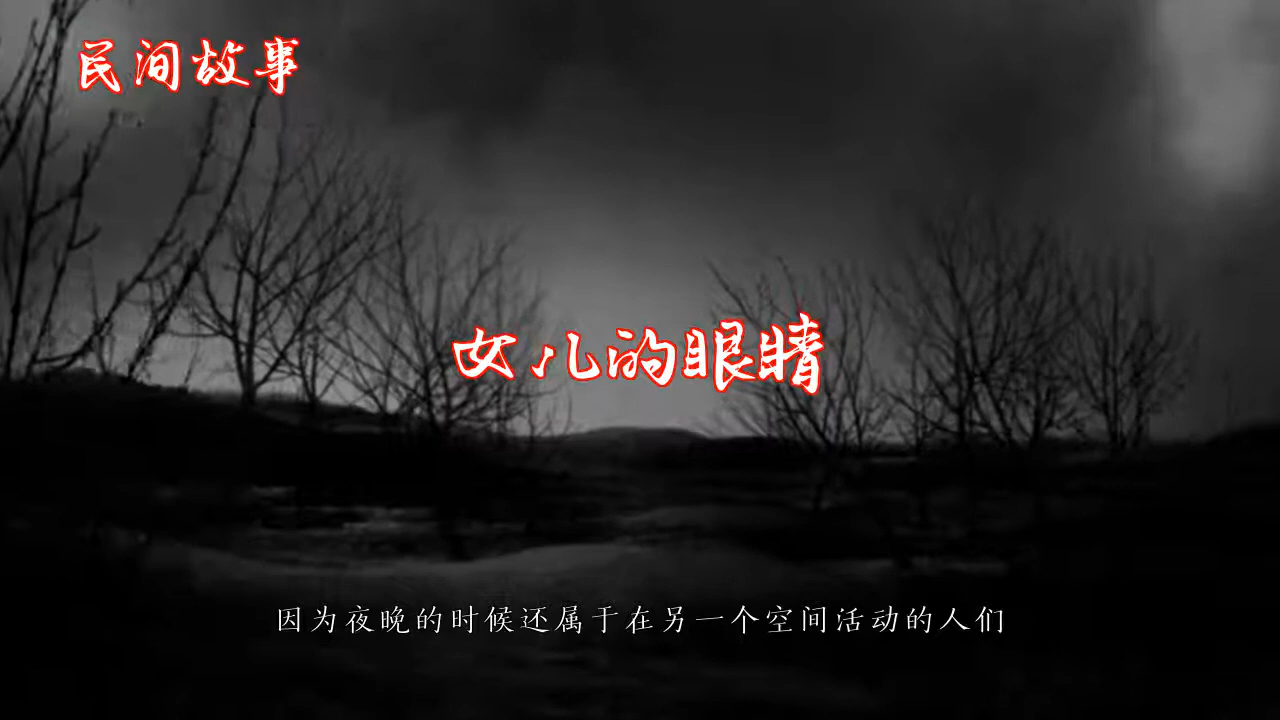 民间故事
女儿的眼睛
因为夜晚的时候还属于在另一个空间活动的人们